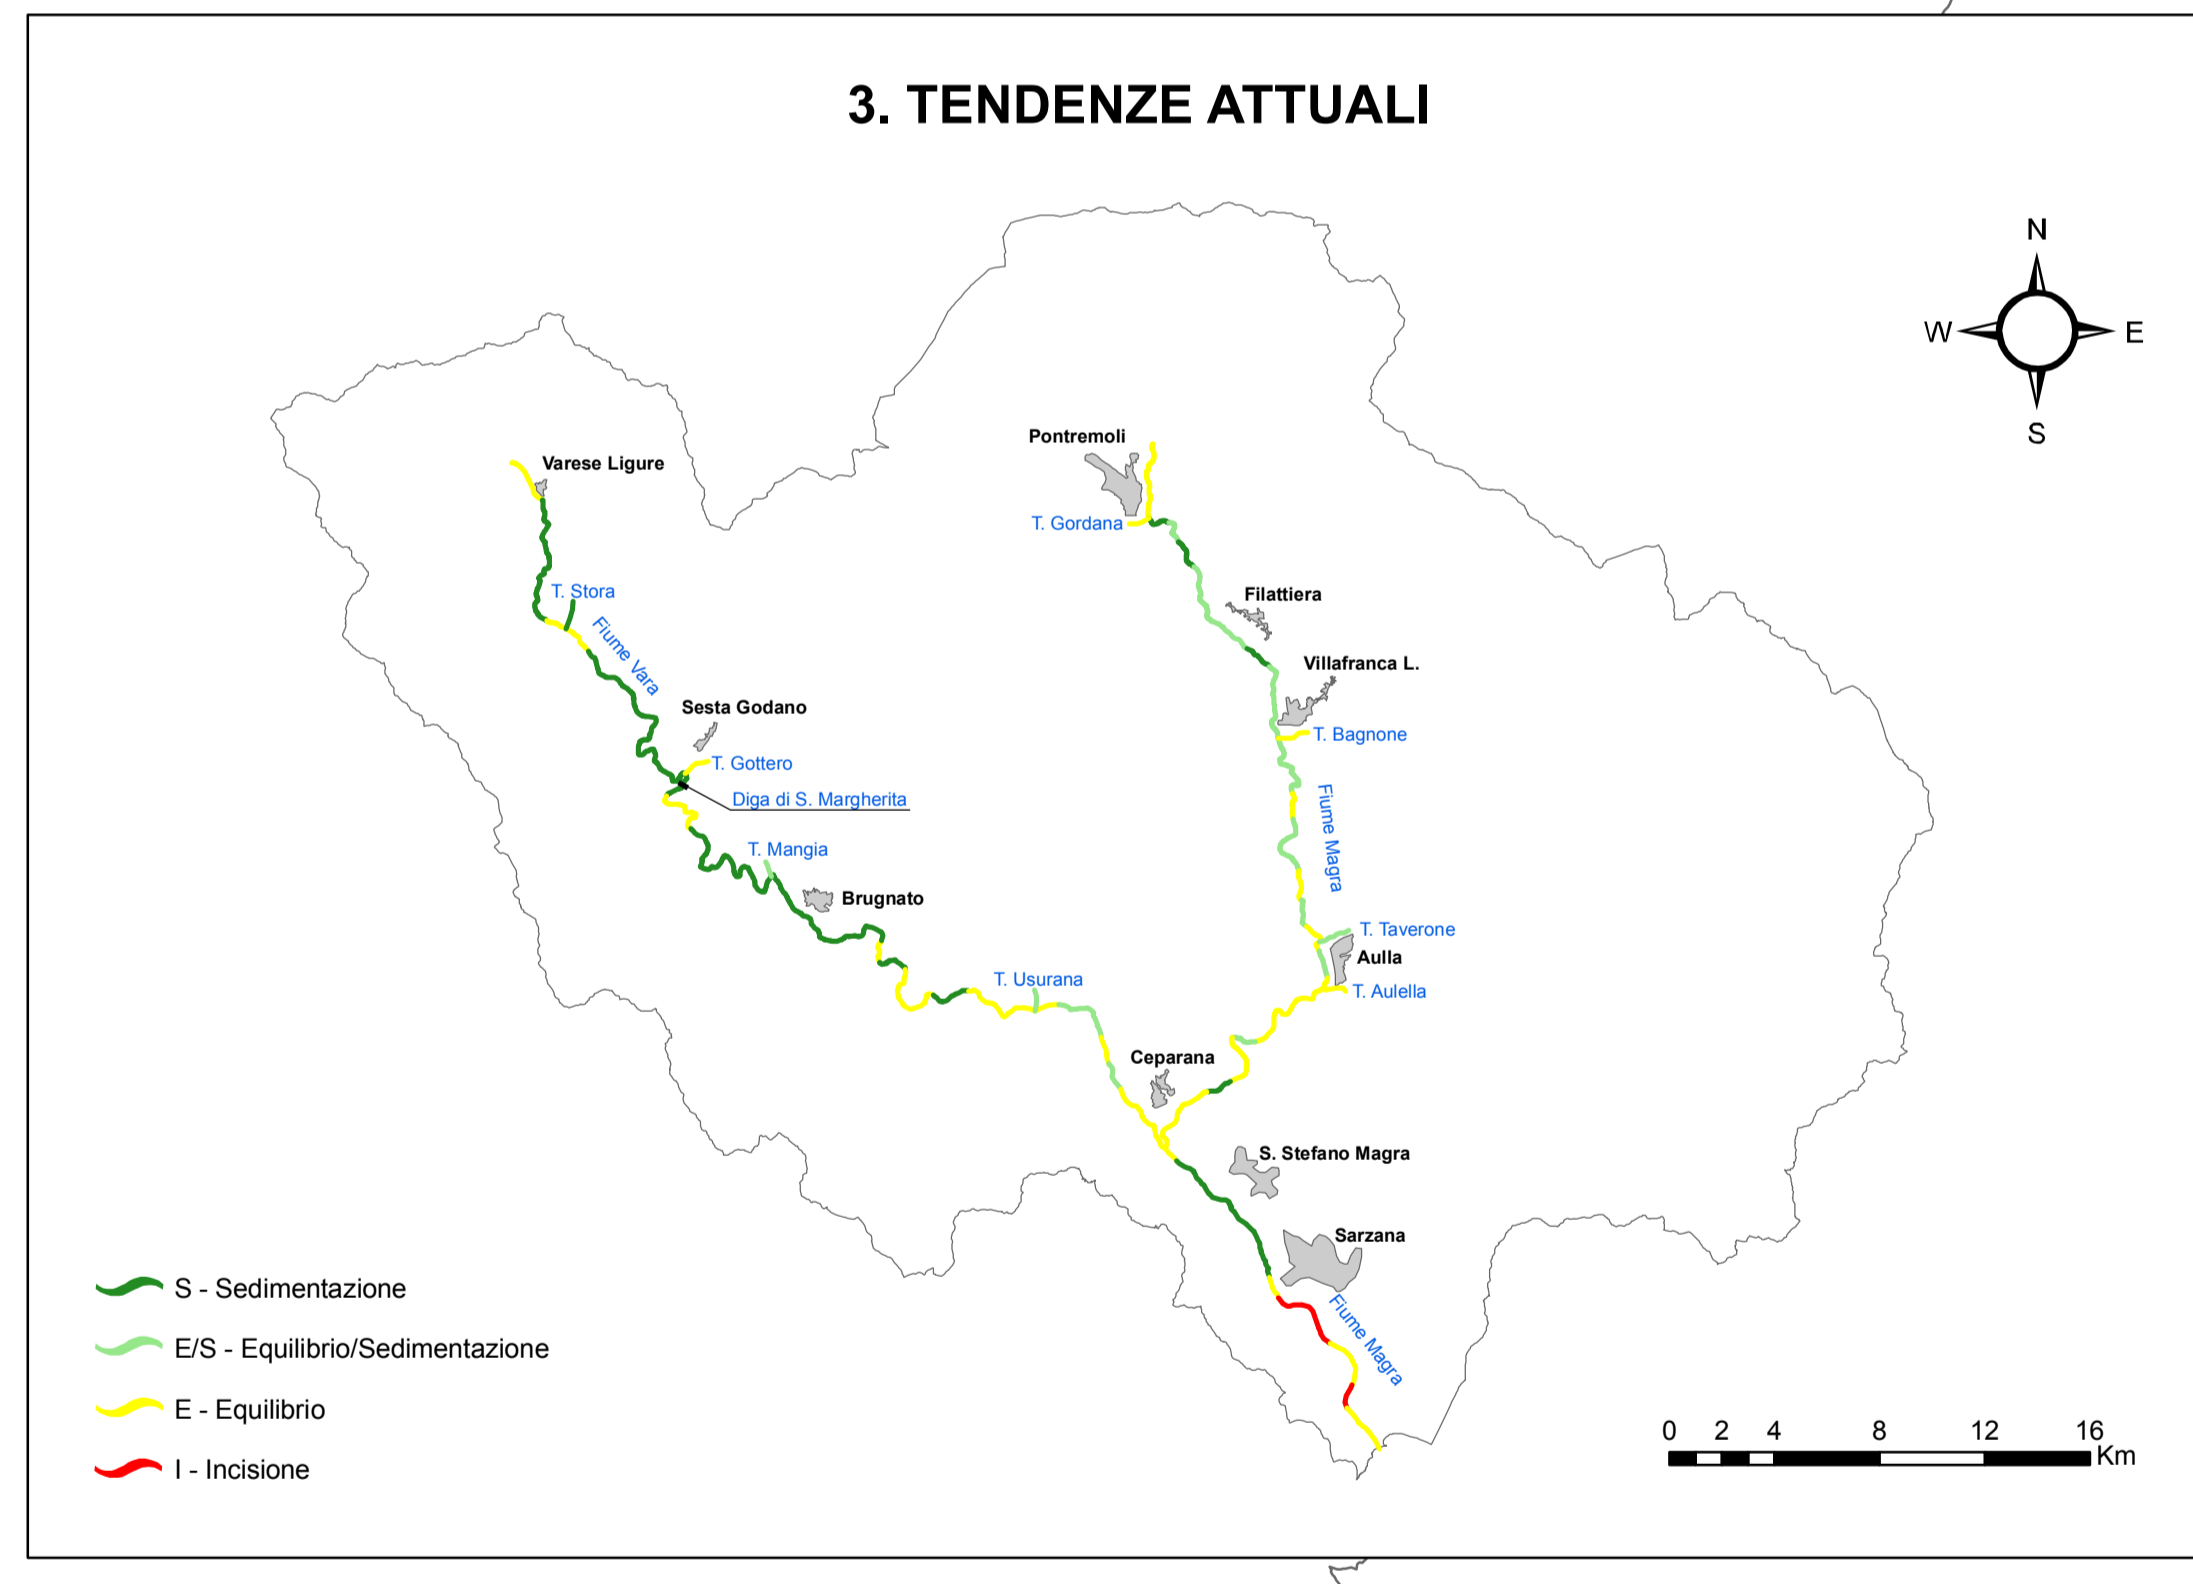 3. TENDENZE ATTUALI
N
W
E
S
Pontremoli
Varese Ligure
T. Gordana
T. Stora
Filattiera
Fiume Vara
Villafranca L.
Sesta Godano
T. Bagnone
T. Gottero
Diga di S. Margherita
Fiume Magra
T. Mangia
Brugnato
T. Taverone
Aulla
T. Usurana
T. Aulella
Ceparana
S. Stefano Magra
Sarzana
Fiume Magra
S - Sedimentazione
E/S - Equilibrio/Sedimentazione
E - Equilibrio
I - Incisione
0 2 4 8 12 16
Km